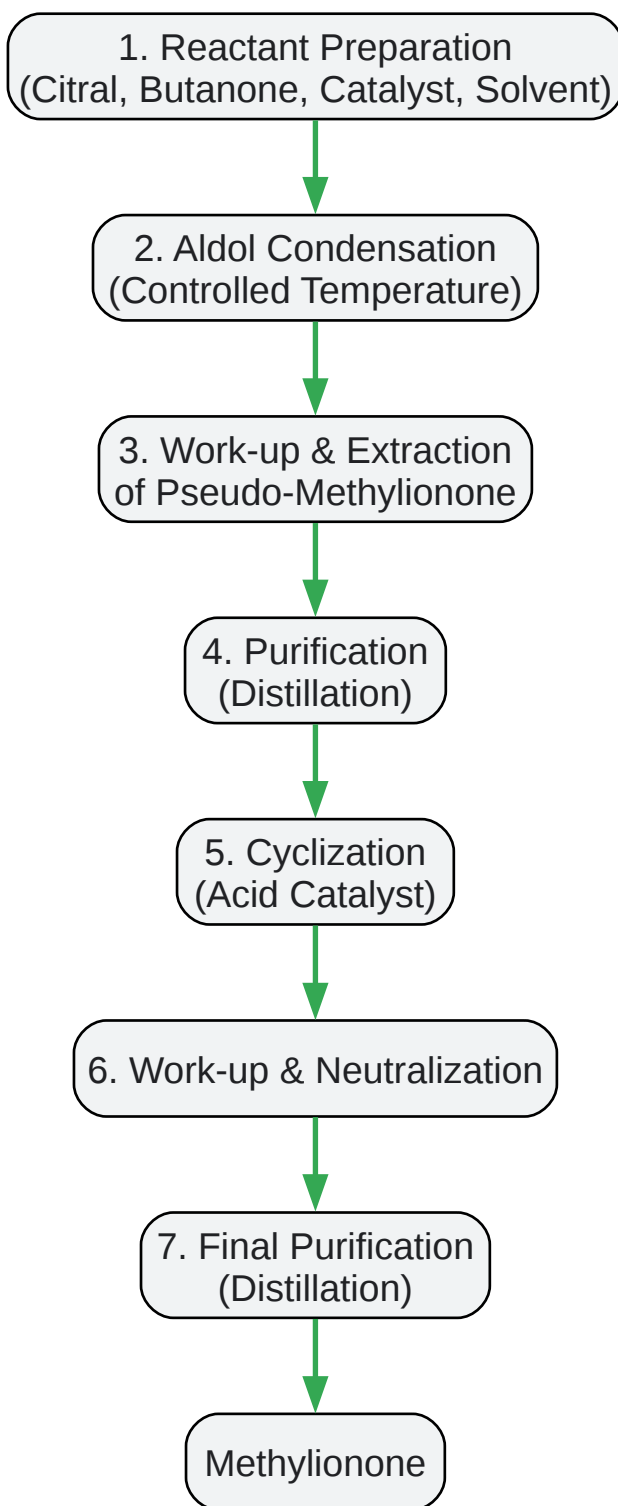 1. Reactant Preparation
(Citral, Butanone, Catalyst, Solvent)
2. Aldol Condensation
(Controlled Temperature)
3. Work-up & Extraction
of Pseudo-Methylionone
4. Purification
(Distillation)
5. Cyclization
(Acid Catalyst)
6. Work-up & Neutralization
7. Final Purification
(Distillation)
Methylionone